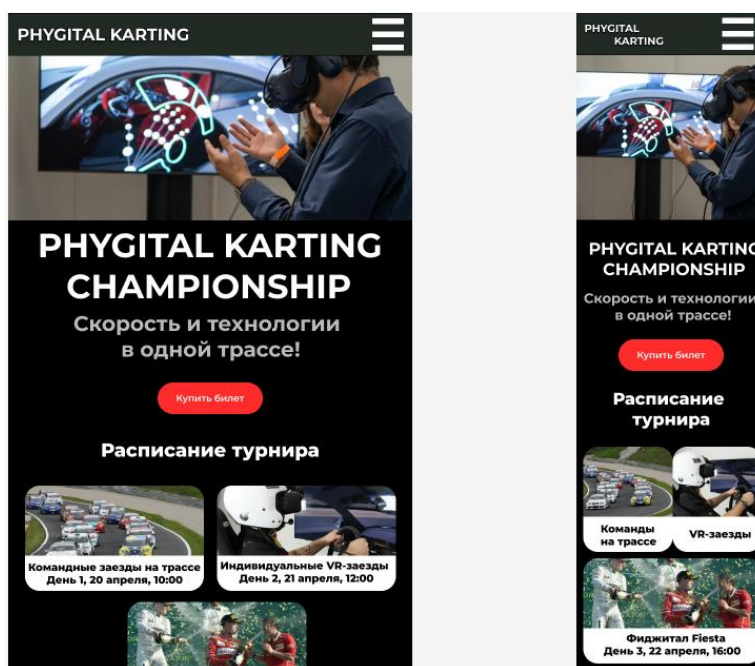 PHYGITAL KARTING
PHYGITAL KARTING
CHAMPIONSHIP
Скорость и технологии
в одной трассе!
Купить билет
Расписание турнира
Командные заезды на трассе
День 1, 20 апреля, 10:00
Индивидуальные VR-заезды
День 2, 21 апреля, 12:00
PHYGITAL
KARTING
PHYGITAL KARTING
CHAMPIONSHIP
Скорость и технологии
в одной трассе!
Купить билет
Расписание
турнира
Команды
на трассе
VR-заезды
Фиджитал Fiesta
День 3, 22 апреля, 16:00